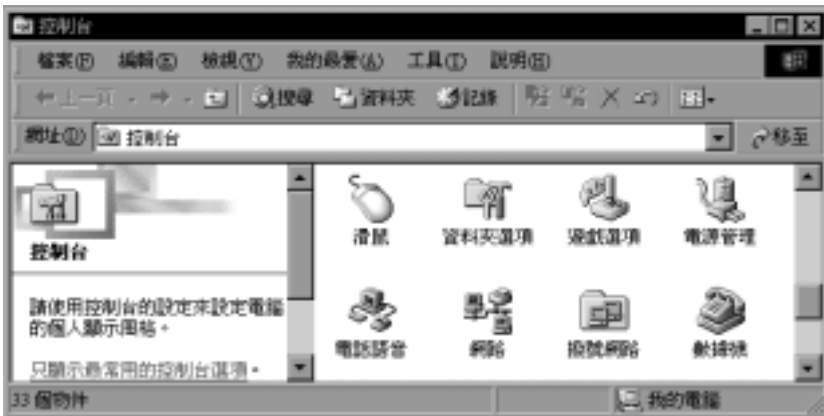 控制台
檔案(F) 編輯(E) 檢視(V) 我的最愛(A) 工具(T) 說明(H)
上一頁 搜尋 資料夾 記錄
網址(D) 控制台 移至
控制台
請使用控制台的設定來設定電腦
的個人顯示風格。
只顯示最常用的控制台選項。
滑鼠 資料夾選項 遊戲選項 電源管理
電話語音 網路 撥號網路 數據機
33 個物件 我的電腦